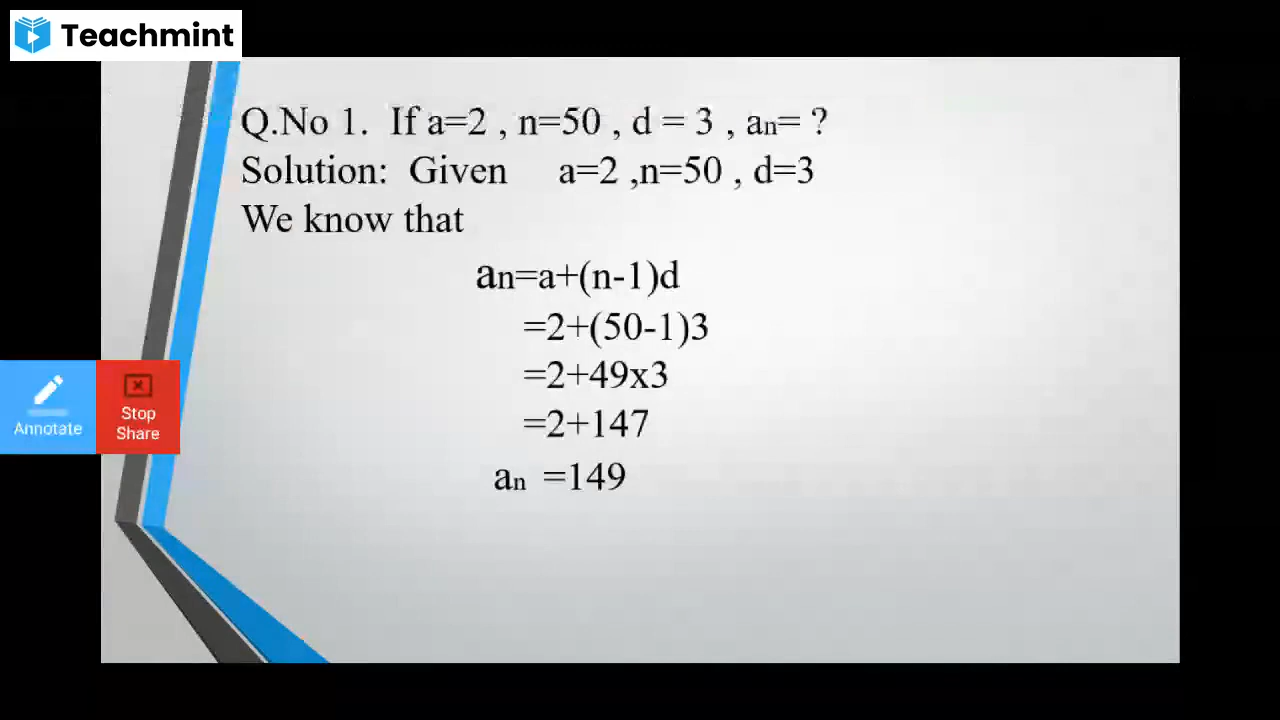 Teachmint
Q.No 1. If a=2 , n=50 , d = 3 , an= ?
Solution: Given a=2 ,n=50 , d=3
We know that
an=a+(n-1)d
=2+(50-1)3
=2+49x3
=2+147
an =149
Annotate
Stop
Share